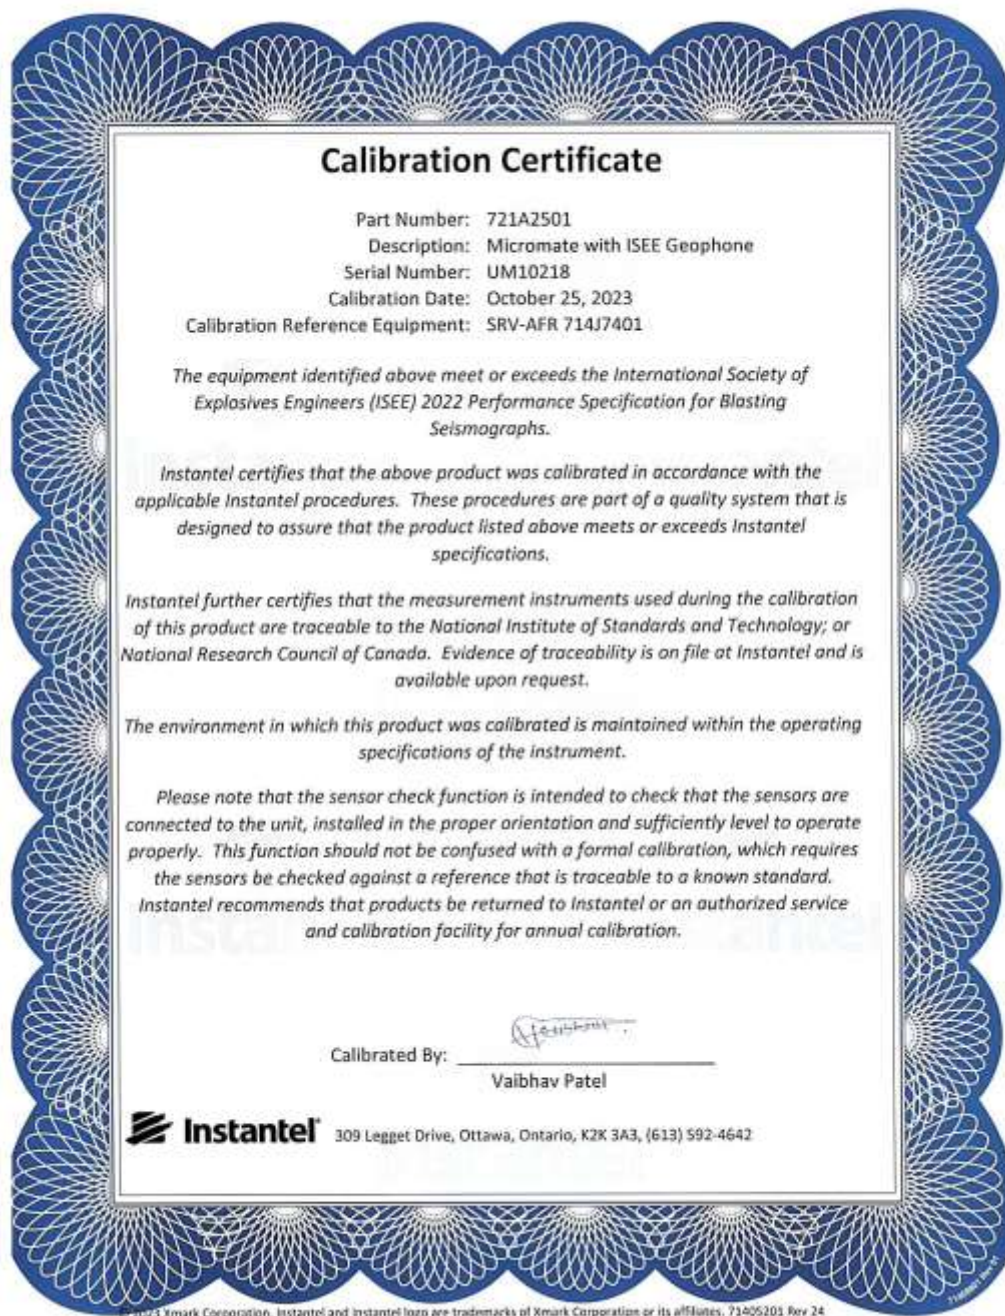 Calibration Certificate
Part Number: 721A2501
Description: Micromate with ISEE Geophone
Serial Number: UM10218
Calibration Date: October 25, 2023
Calibration Reference Equipment: SRV-AFR 714J7401
The equipment identified above meet or exceeds the International Society of
Explosives Engineers (ISEE) 2022 Performance Specification for Blasting
Seismographs.
Instantel certifies that the above product was calibrated in accordance with the
applicable Instantel procedures. These procedures are part of a quality system that is
designed to assure that the product listed above meets or exceeds Instantel
specifications.
Instantel further certifies that the measurement instruments used during the calibration
of this product are traceable to the National Institute of Standards and Technology; or
National Research Council of Canada. Evidence of traceability is on file at Instantel and is
available upon request.
The environment in which this product was calibrated is maintained within the operating
specifications of the instrument.
Please note that the sensor check function is intended to check that the sensors are
connected to the unit, installed in the proper orientation and sufficiently level to operate
properly. This function should not be confused with a formal calibration, which requires
the sensors be checked against a reference that is traceable to a known standard.
Instantel recommends that products be returned to Instantel or an authorized service
and calibration facility for annual calibration.
Calibrated By:
Vaibhav Patel
Instantel 309 Legget Drive, Ottawa, Ontario, K2K 3A3, (613) 592-4642
© 2023 Xmark Corporation. Instantel and Instantel logo are trademarks of Xmark Corporation or its affiliates. 71405201 Rev 24